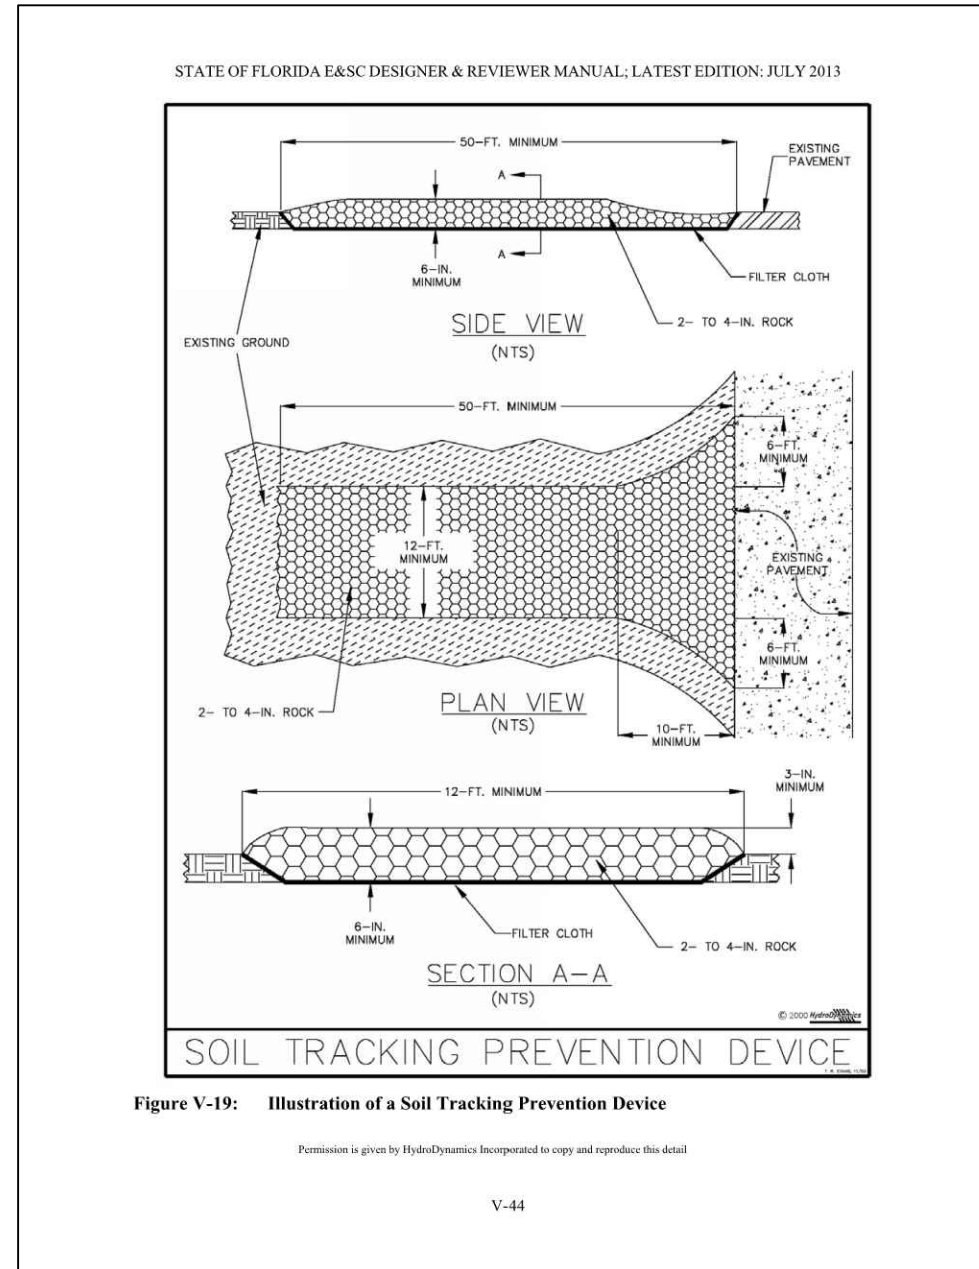 STATE OF FLORIDA E&SC DESIGNER & REVIEWER MANUAL; LATEST EDITION: JULY 2013
50-FT. MINIMUM
EXISTING
PAVEMENT
A
A
6-IN.
MINIMUM
FILTER CLOTH
2- TO 4-IN. ROCK
SIDE VIEW
(NTS)
EXISTING GROUND
50-FT. MINIMUM
6-FT.
MINIMUM
12-FT.
MINIMUM
EXISTING
PAVEMENT
6-FT.
MINIMUM
2- TO 4-IN. ROCK
PLAN VIEW
(NTS)
10-FT.
MINIMUM
3-IN.
MINIMUM
12-FT. MINIMUM
6-IN.
MINIMUM
FILTER CLOTH
2- TO 4-IN. ROCK
SECTION A-A
(NTS)
© 2000 HydroDynamics
SOIL TRACKING PREVENTION DEVICE
Figure V-19: Illustration of a Soil Tracking Prevention Device
Permission is given by HydroDynamics Incorporated to copy and reproduce this detail
V-44